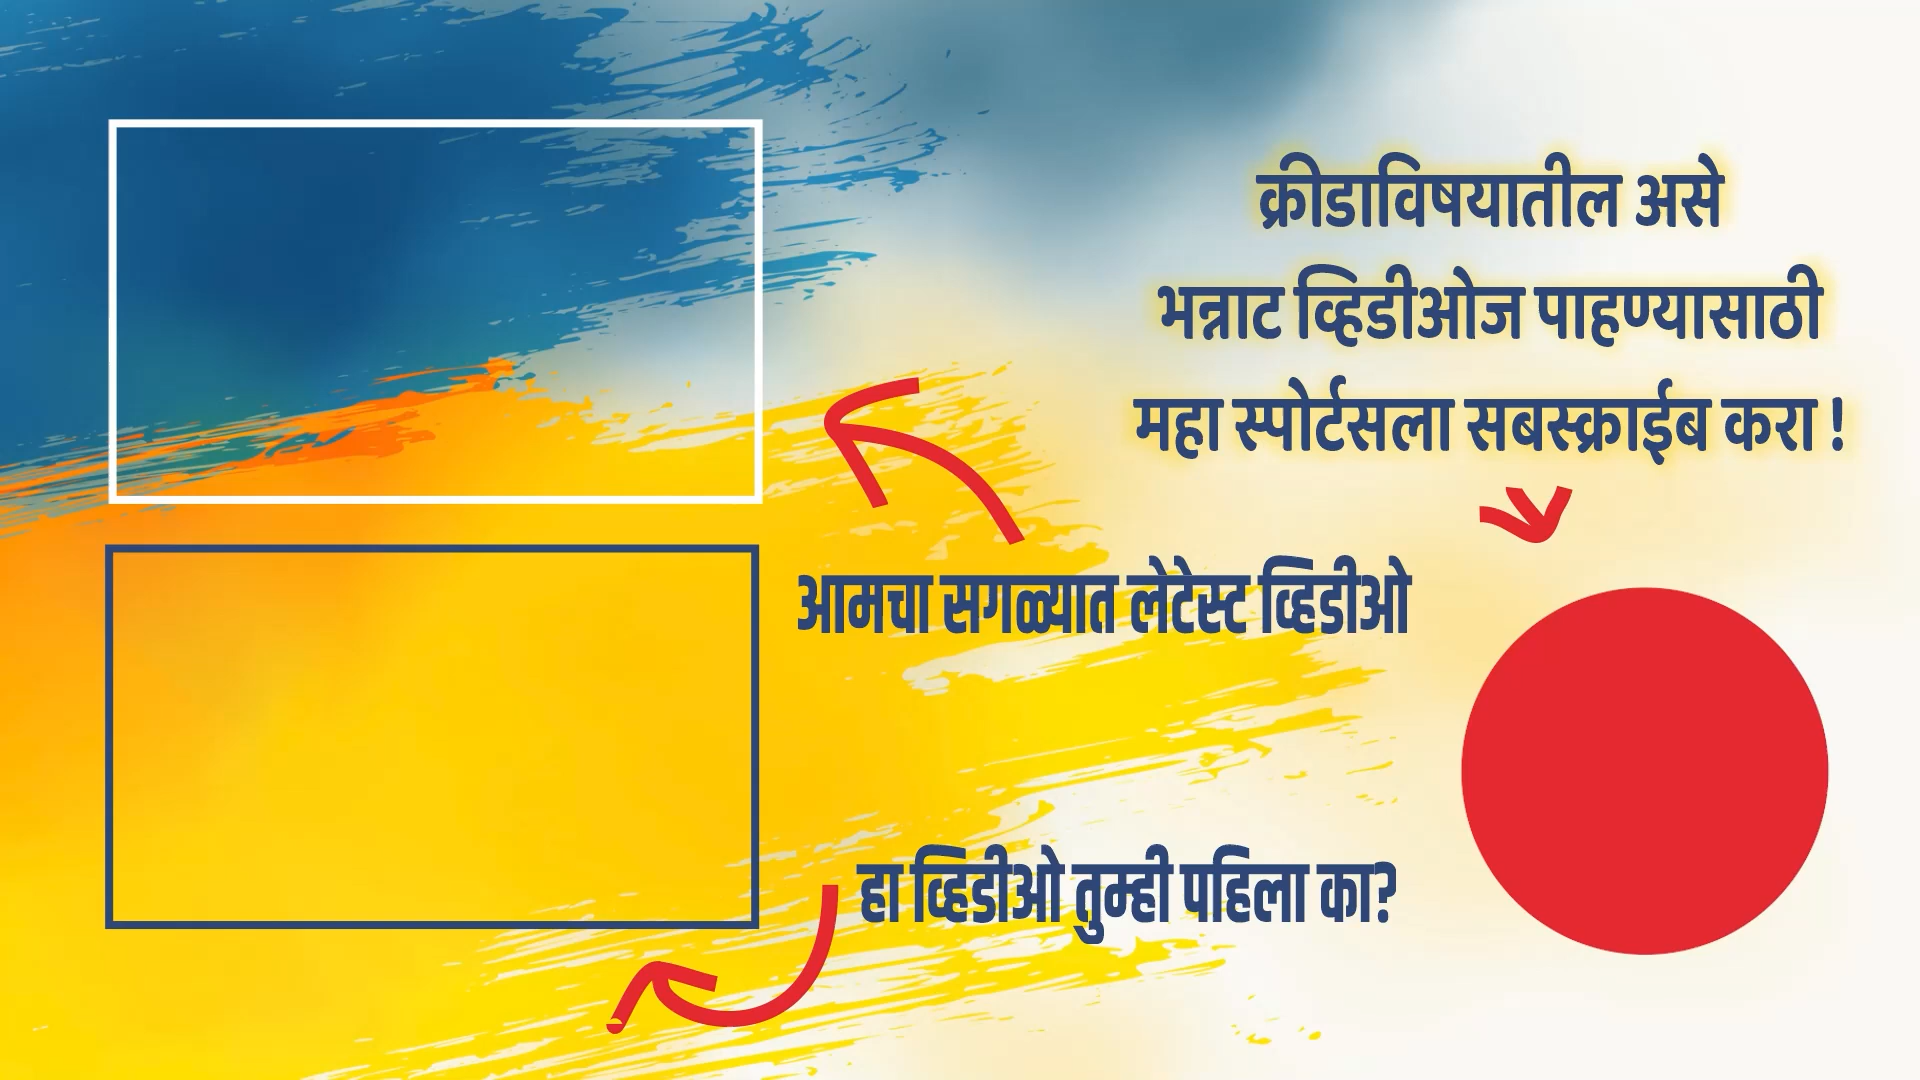 क्रीडाविषयातील असे
भन्नाट व्हिडीओज पाहण्यासाठी
महा स्पोर्टसला सबस्क्राईब करा !
आमचा सगळ्यात लेटेस्ट व्हिडीओ
हा व्हिडीओ तुम्ही पहिला का?